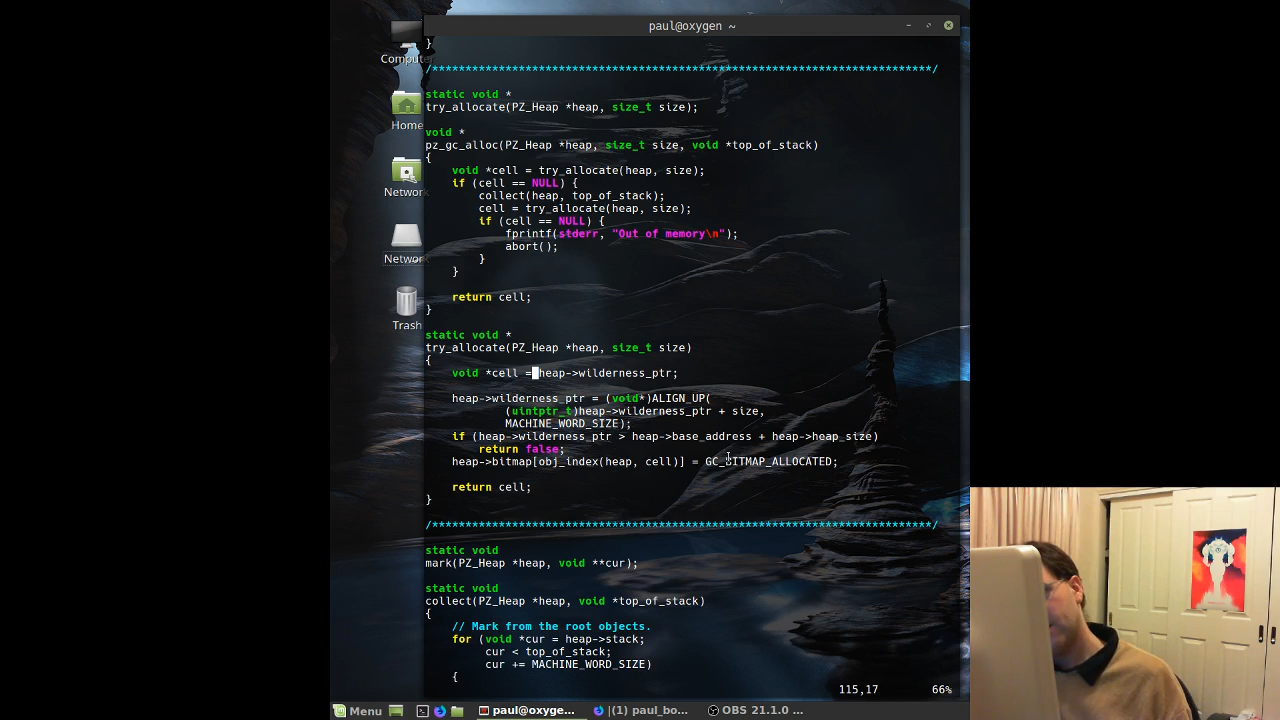 paul@oxygen ~
}
/****************************************************************************/
static void *
try_allocate(PZ_Heap *heap, size_t size);
void *
pz_gc_alloc(PZ_Heap *heap, size_t size, void *top_of_stack)
{
    void *cell = try_allocate(heap, size);
    if (cell == NULL) {
        collect(heap, top_of_stack);
        cell = try_allocate(heap, size);
        if (cell == NULL) {
            fprintf(stderr, "Out of memory\n");
            abort();
        }
    }
    return cell;
}
static void *
try_allocate(PZ_Heap *heap, size_t size)
{
    void *cell = heap->wilderness_ptr;
    heap->wilderness_ptr = (void*)ALIGN_UP(
            (uintptr_t)heap->wilderness_ptr + size,
            MACHINE_WORD_SIZE);
    if (heap->wilderness_ptr > heap->base_address + heap->heap_size)
        return false;
    heap->bitmap[obj_index(heap, cell)] = GC_BITMAP_ALLOCATED;
    return cell;
}
/****************************************************************************/
static void
mark(PZ_Heap *heap, void **cur);
static void
collect(PZ_Heap *heap, void *top_of_stack)
{
    // Mark from the root objects.
    for (void *cur = heap->stack;
         cur < top_of_stack;
         cur += MACHINE_WORD_SIZE)
    {
115,17 66%
Home
Network
Trash
Menu
paul@oxyge...
(1) paul_bo...
OBS 21.1.0 ...